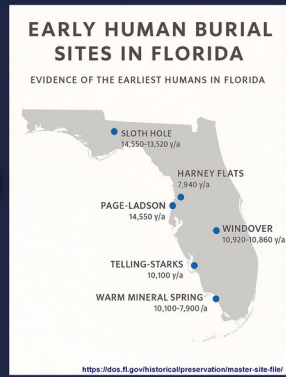 EARLY HUMAN BURIAL
SITES IN FLORIDA
EVIDENCE OF THE EARLIEST HUMANS IN FLORIDA
SLOTH HOLE
14,550-13,520 y/a
HARNEY FLATS
7,940 y/a
PAGE-LADSON
14,550 y/a
WINDOVER
10,920-10,860 y/a
TELLING-STARKS
10,100 y/a
WARM MINERAL SPRING
10,100-7,900 /a
https://dos.fl.gov/historical/preservation/master-site-file/